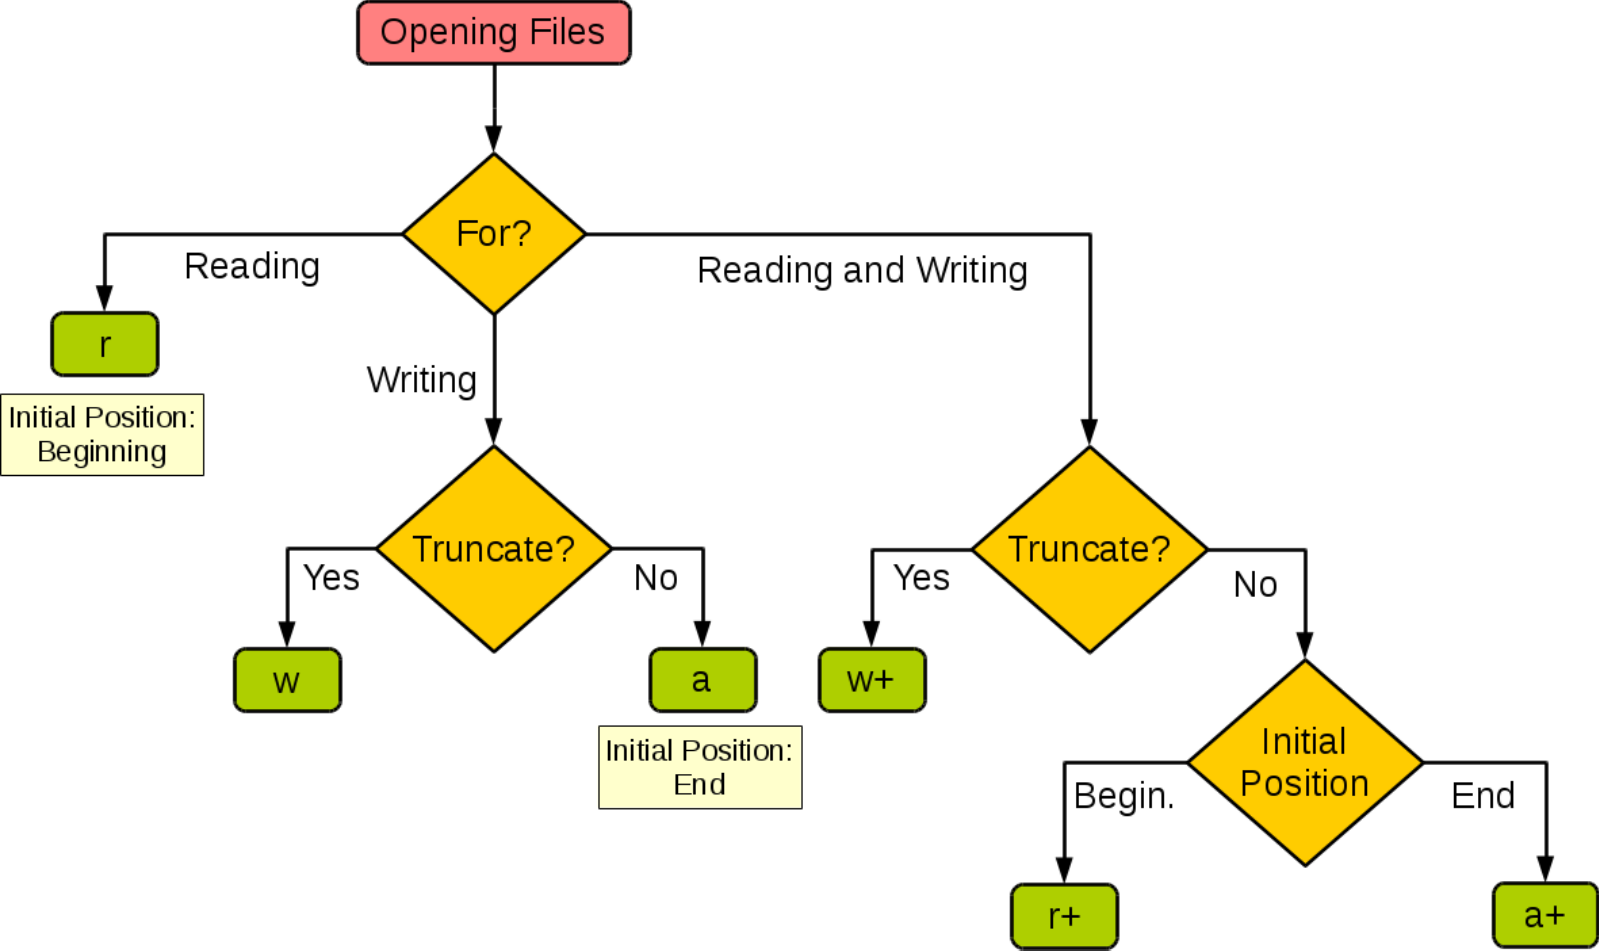 Opening Files
For?
Reading
Reading and Writing
r
Writing
Initial Position:
Beginning
Truncate?
Truncate?
Yes
No
Yes
No
w
a
w+
Initial Position:
End
Initial
Position
Begin.
End
r+
a+